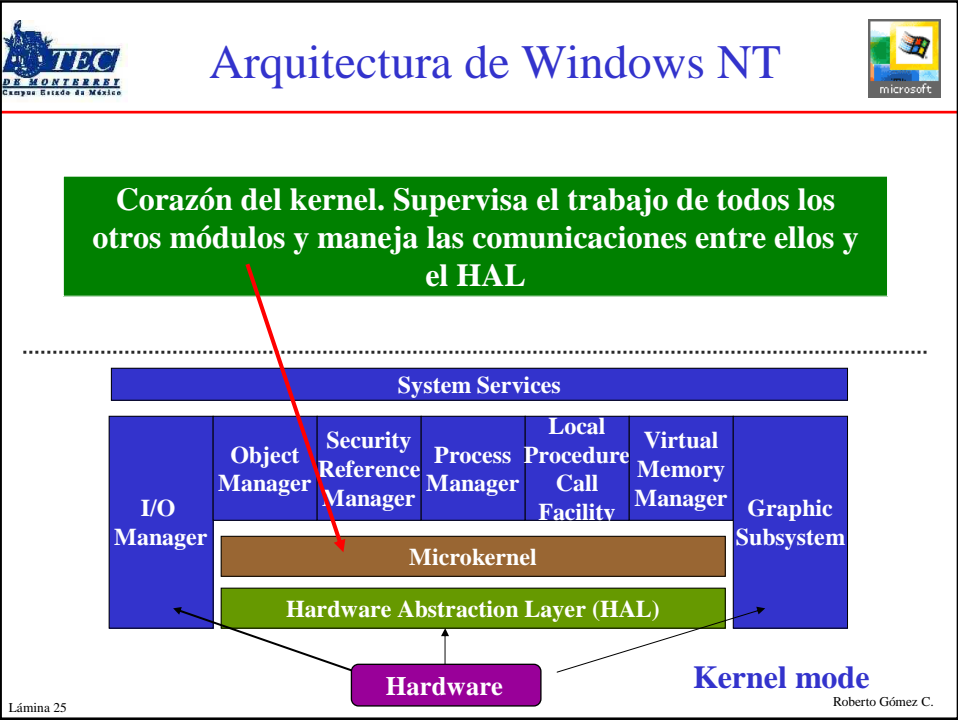 TEC
DE MONTERREY
Campus Estado de México
Arquitectura de Windows NT
microsoft
Corazón del kernel. Supervisa el trabajo de todos los
otros módulos y maneja las comunicaciones entre ellos y
el HAL
System Services
I/O
Manager
Object
Manager
Security
Reference
Manager
Process
Manager
Local
Procedure
Call
Facility
Virtual
Memory
Manager
Graphic
Subsystem
Microkernel
Hardware Abstraction Layer (HAL)
Hardware
Kernel mode
Lámina 25
Roberto Gómez C.